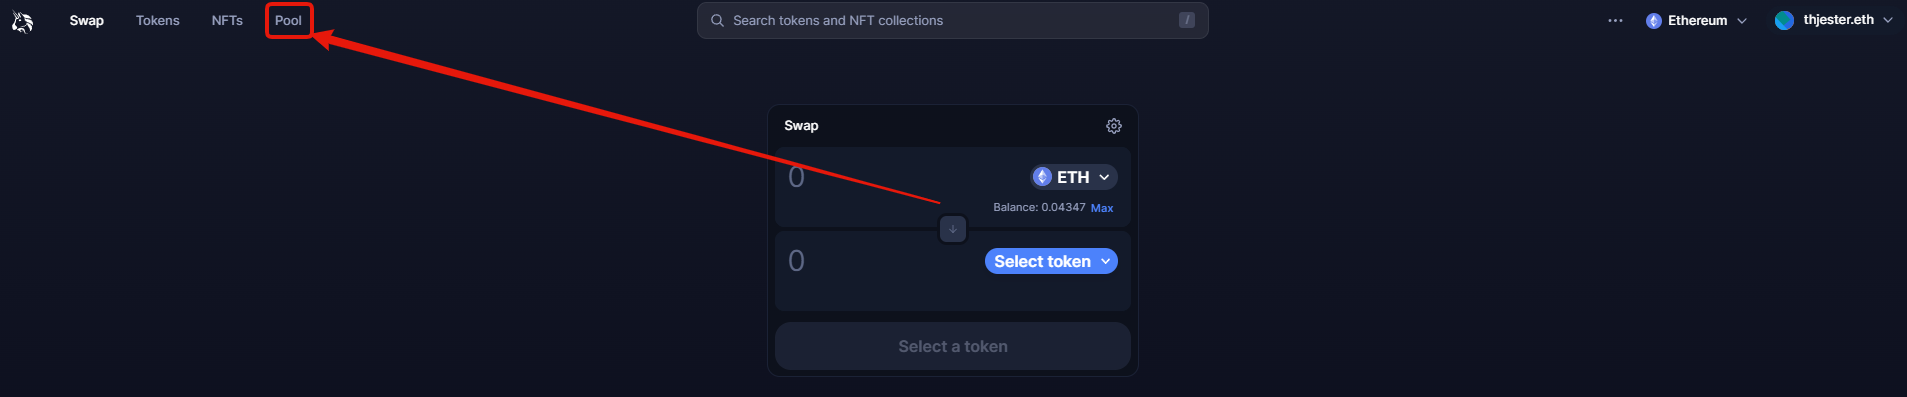 Swap Tokens NFTs Pool Search tokens and NFT collections / Ethereum thjester.eth
Swap
0 ETH
Balance: 0.04347 Max
0 Select token
Select a token